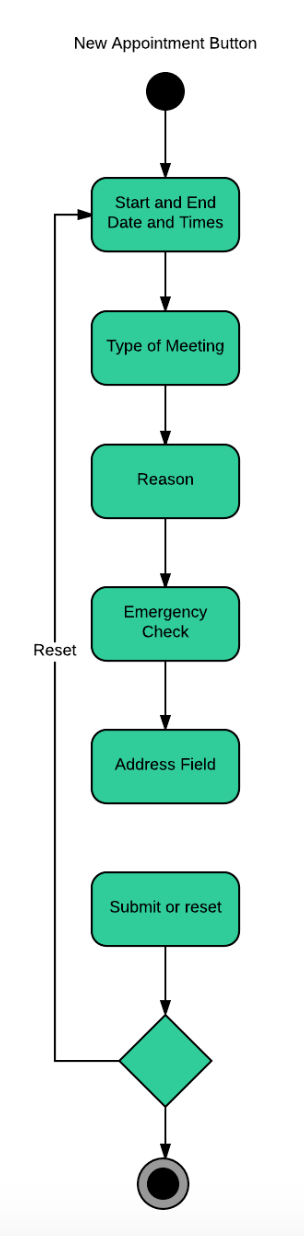 New Appointment Button
Start and End
Date and Times
Type of Meeting
Reason
Emergency
Check
Reset
Address Field
Submit or reset